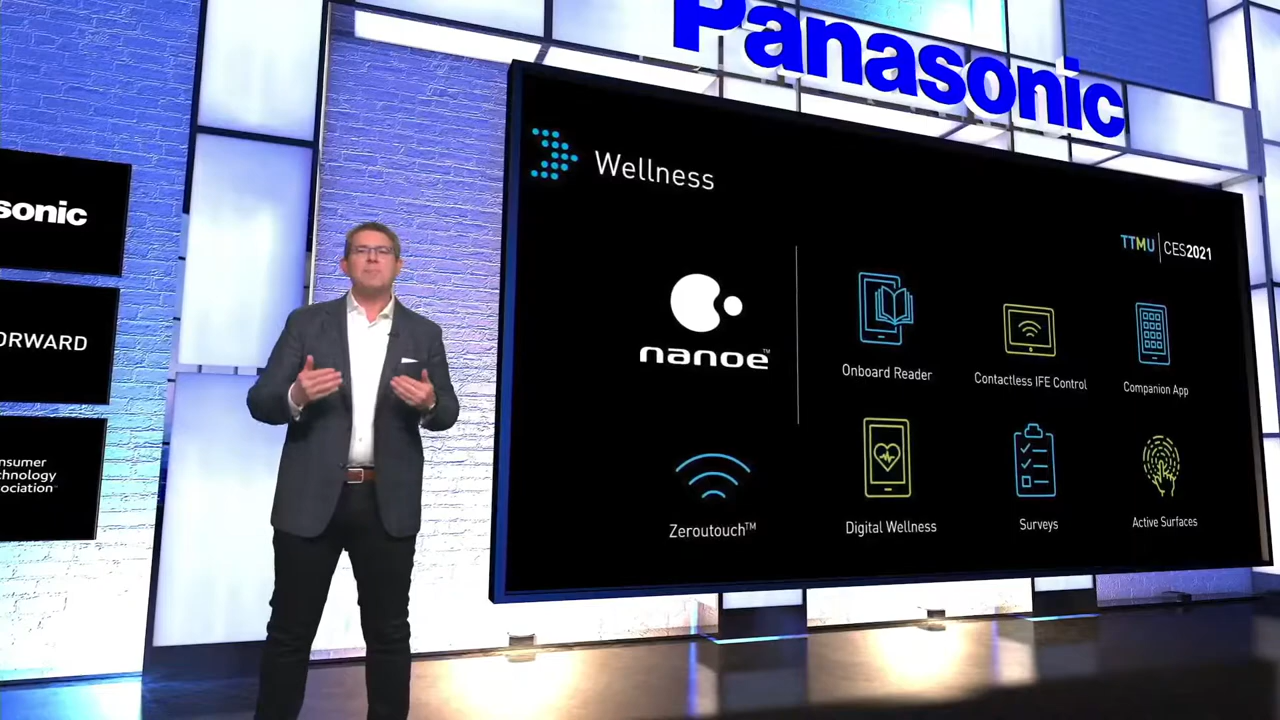 Panasonic
Wellness
TTMU CES2021
nanoe™
Onboard Reader
Contactless IFE Control
Companion App
Zeroutouch™
Digital Wellness
Surveys
Active Surfaces
sonic
ORWARD
nsumer
chnology
sociation